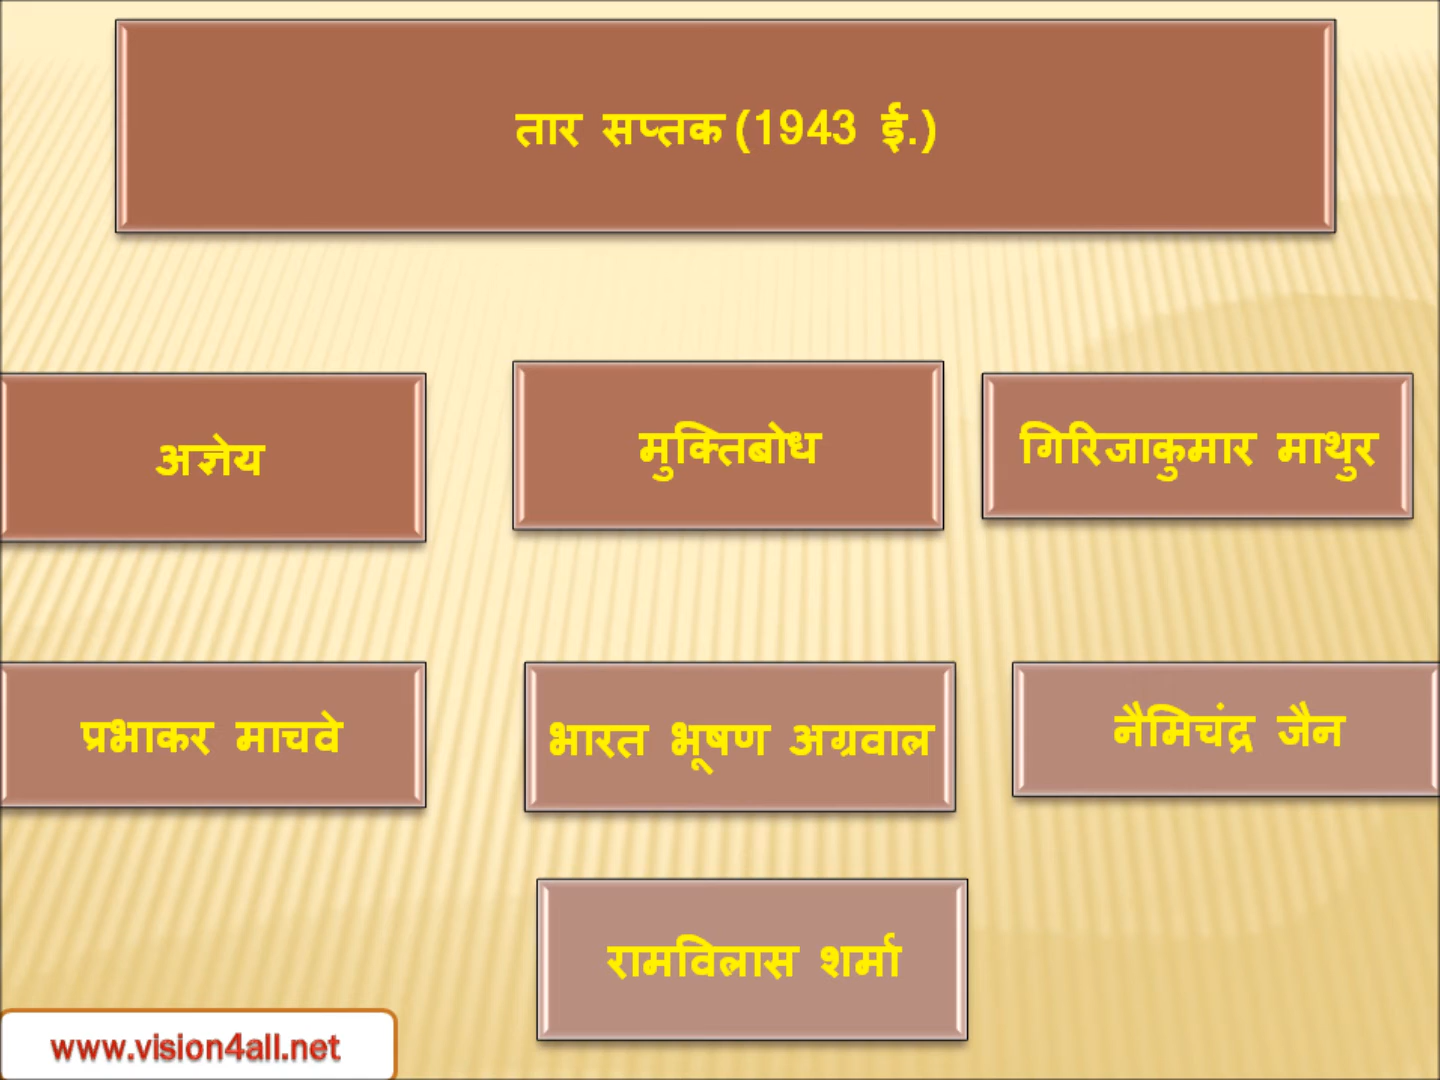 तार सप्तक (1943 ई.)
अज्ञेय
मुक्तिबोध
गिरिजाकुमार माथुर
प्रभाकर माचवे
भारत भूषण अग्रवाल
नैमिचंद्र जैन
रामविलास शर्मा
www.vision4all.net